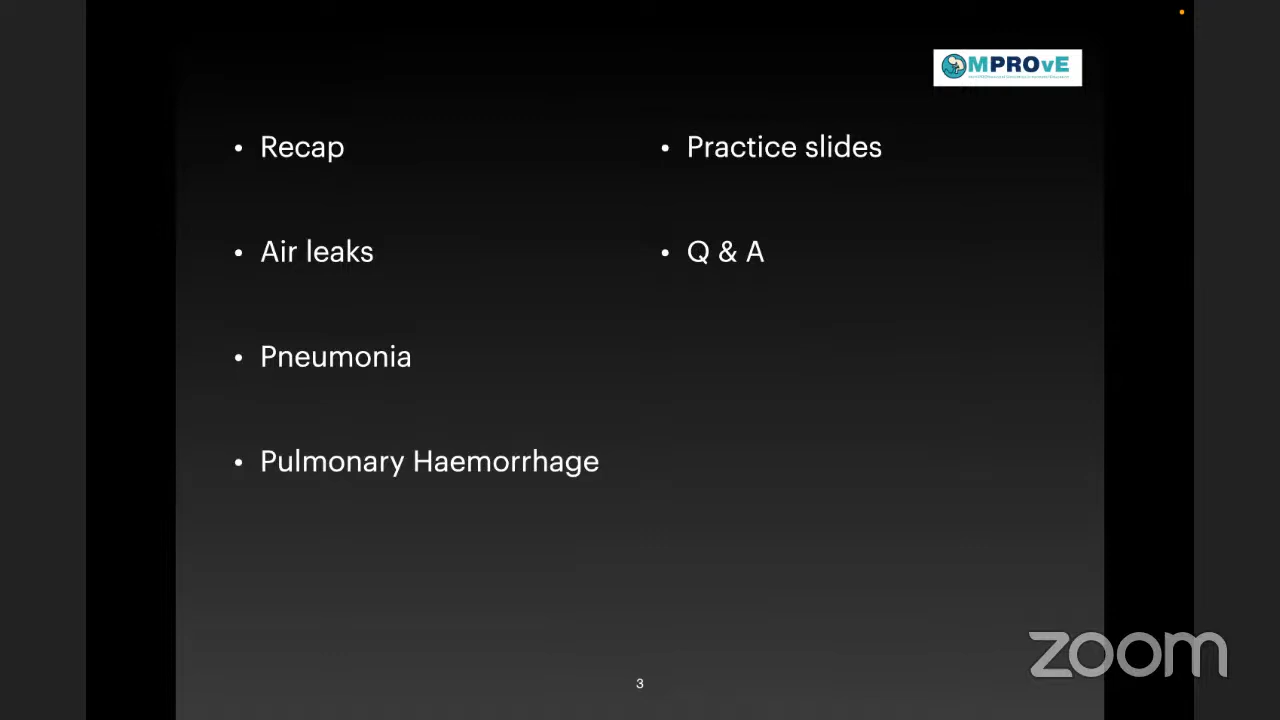 MPROvE
• Recap
• Air leaks
• Pneumonia
• Pulmonary Haemorrhage
• Practice slides
• Q & A
3
zoom